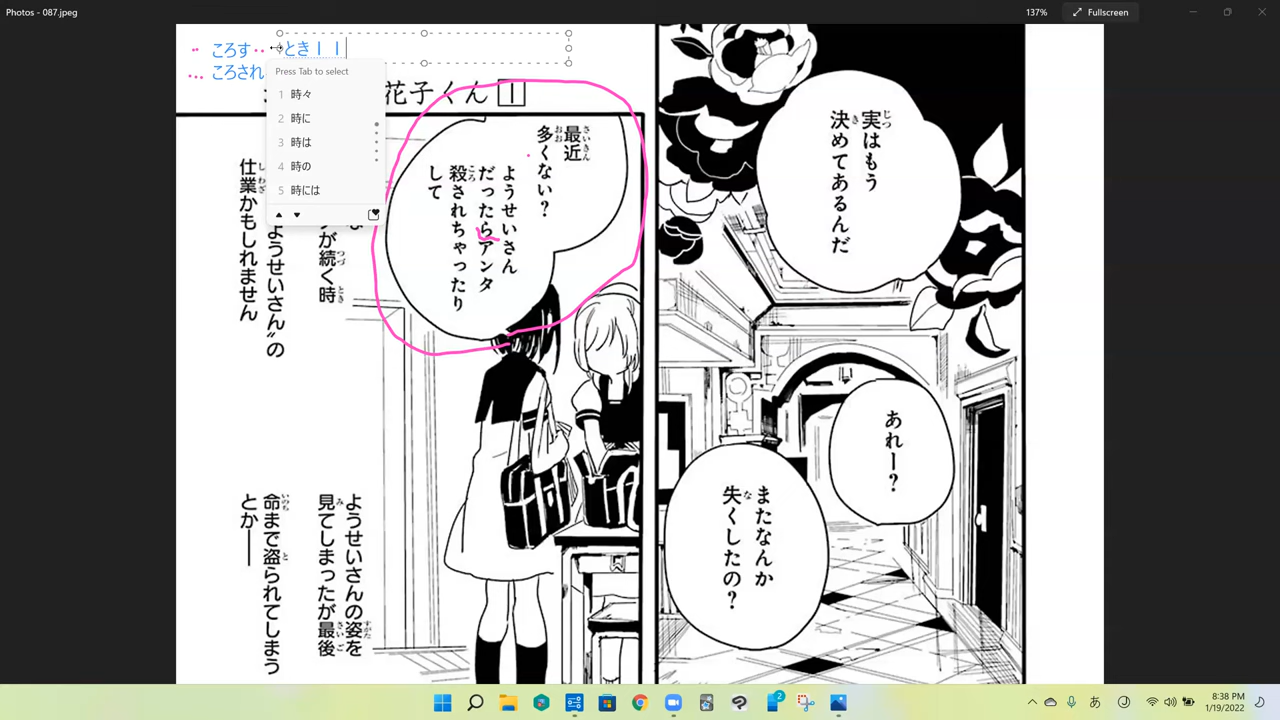 Photos - 087.jpeg
137%
Fullscreen
ころす
とき||
ころされ
Press Tab to select
1 時々
2 時に
3 時は
4 時の
5 時には
花子くん 1
実はもう
決めてあるんだ
あれー?
またなんか
失くしたの?
最近
多くない?
ようせいさん
だったらアンタ
殺されちゃったり
して
が続く時
ようせいさん〟の
仕業かもしれません
ようせいさんの姿を
見てしまったが最後
命まで盗られてしまう
とか――
2
あ
8:38 PM
1/19/2022